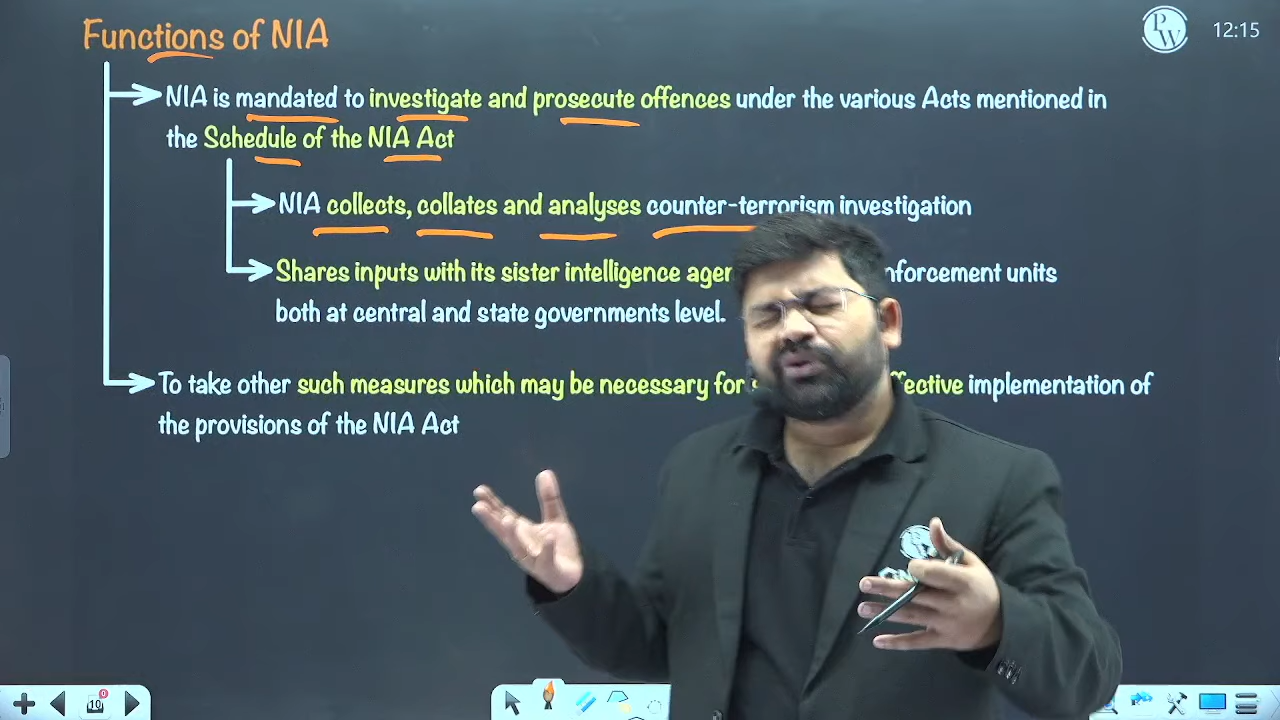 Functions of NIA
PW
12:15
NIA is mandated to investigate and prosecute offences under the various Acts mentioned in
the Schedule of the NIA Act
NIA collects, collates and analyses counter-terrorism investigation
Shares inputs with its sister intelligence nforcement units
both at central and state governments level.
To take other such measures which may be necessary for implementation of
the provisions of the NIA Act
10
0